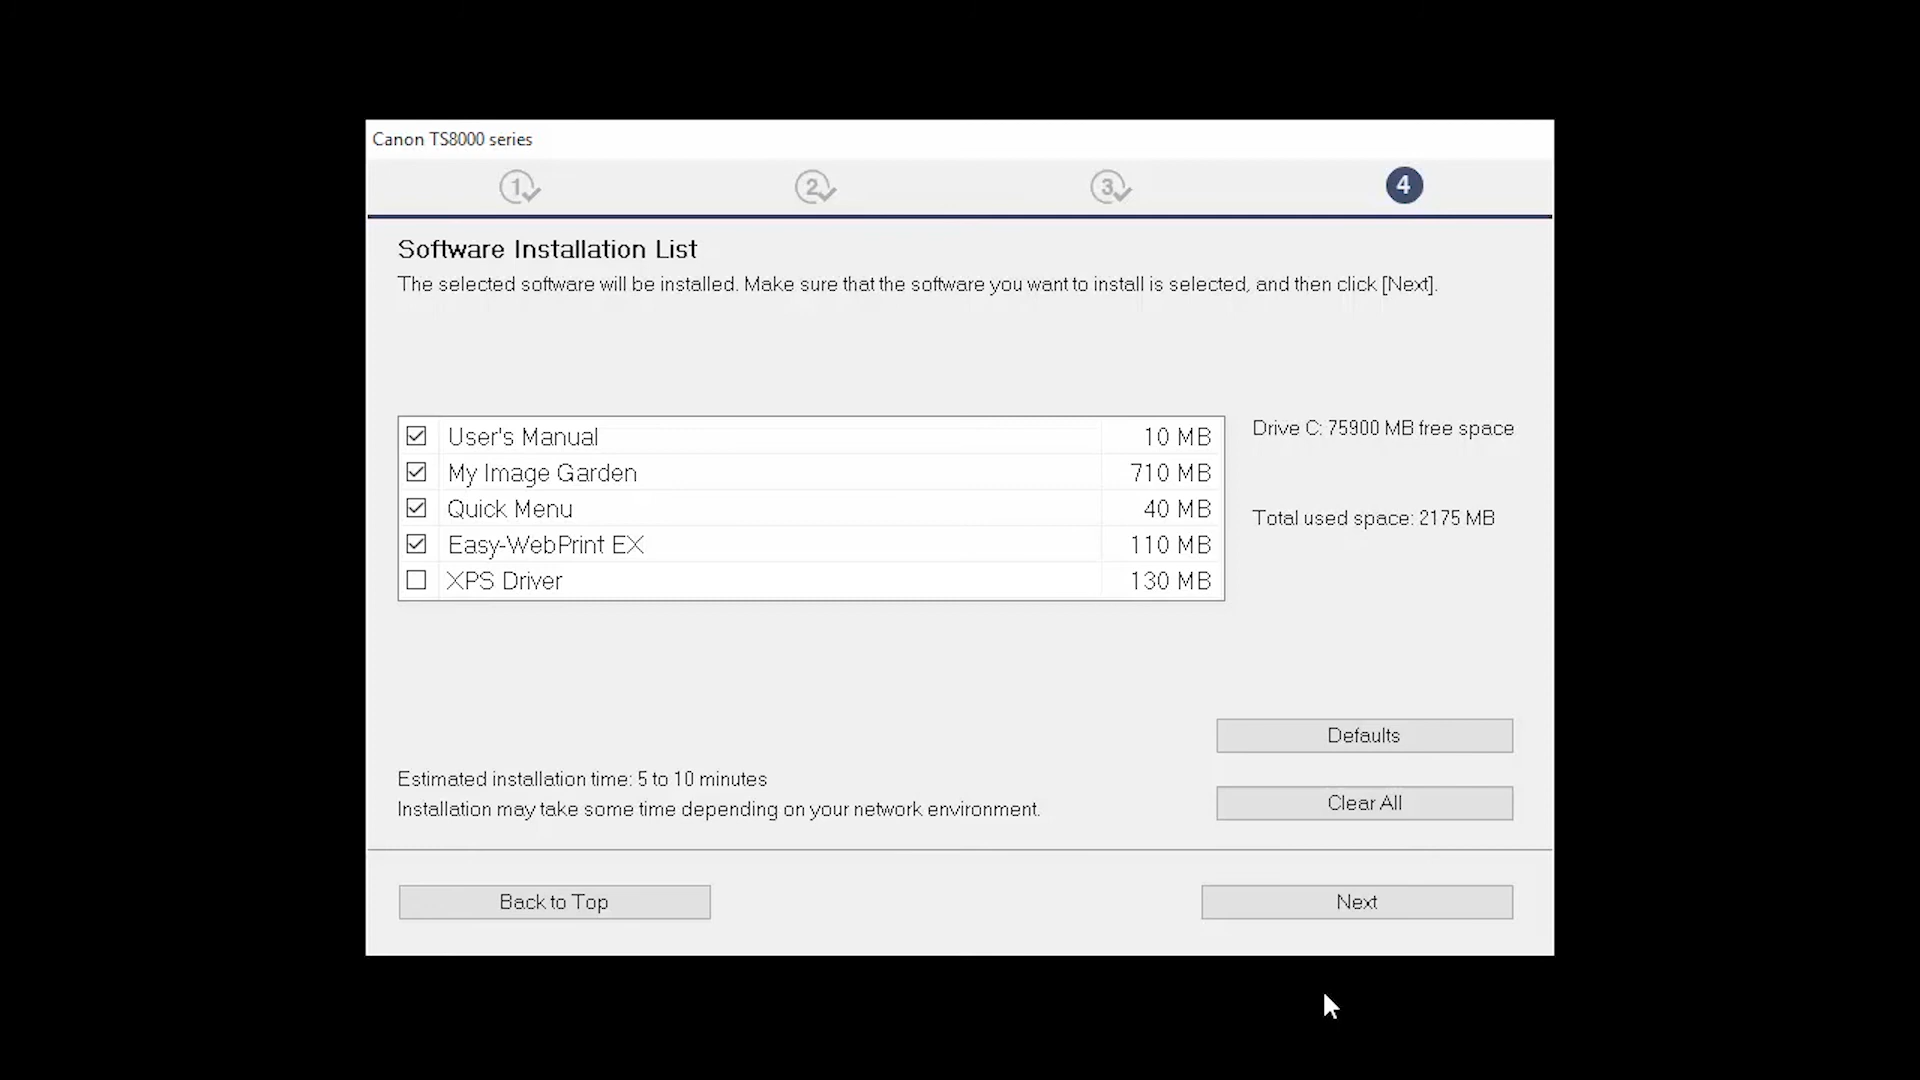 Canon TS8000 series
1 2 3 4
Software Installation List
The selected software will be installed. Make sure that the software you want to install is selected, and then click [Next].
User's Manual 10 MB
My Image Garden 710 MB
Quick Menu 40 MB
Easy-WebPrint EX 110 MB
XPS Driver 130 MB
Drive C: 75900 MB free space
Total used space: 2175 MB
Defaults
Estimated installation time: 5 to 10 minutes
Installation may take some time depending on your network environment.
Clear All
Back to Top
Next